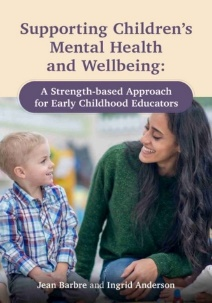 Supporting Children's
Mental Health
and Wellbeing:
A Strength-based Approach
for Early Childhood Educators
Jean Barbre and Ingrid Anderson